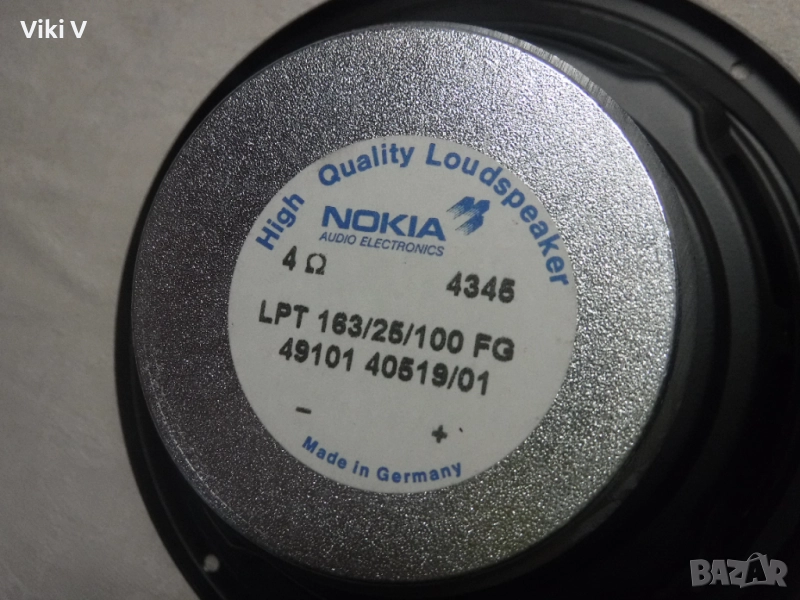 Viki V
High Quality Loudspeaker
NOKIA
AUDIO ELECTRONICS
4 Ω
4345
LPT 163/25/100 FG
49101 40519/01
- +
Made in Germany
BAZAR